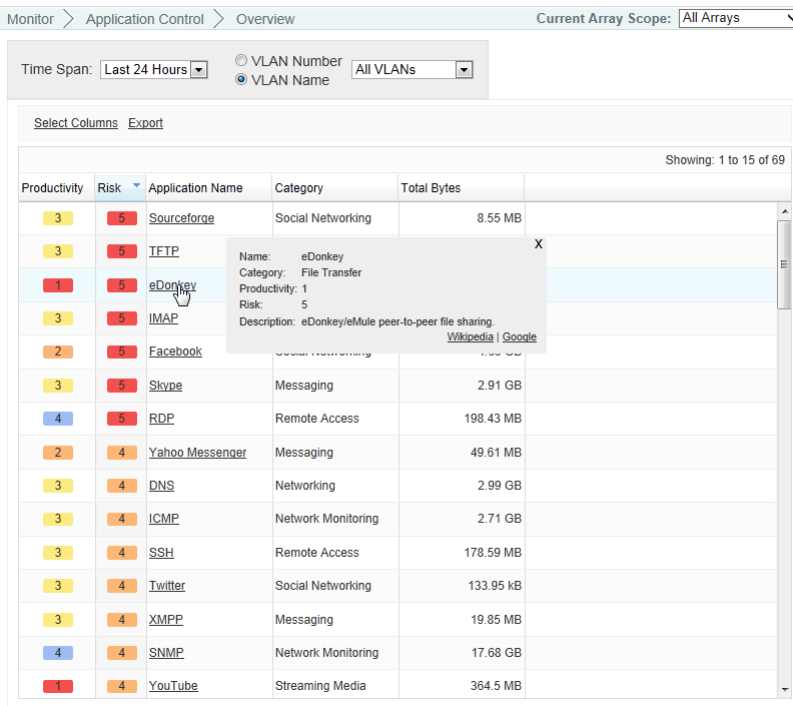 Monitor > Application Control > Overview Current Array Scope: All Arrays
Time Span: Last 24 Hours VLAN Number
VLAN Name All VLANs
Select Columns Export
Showing: 1 to 15 of 69
Productivity Risk Application Name Category Total Bytes
3 5 Sourceforge Social Networking 8.55 MB
3 5 TFTP
1 5 eDonkey
3 5 IMAP
2 5 Facebook
Name: eDonkey X
Category: File Transfer
Productivity: 1
Risk: 5
Description: eDonkey/eMule peer-to-peer file sharing.
Wikipedia | Google
3 5 Skype Messaging 2.91 GB
4 5 RDP Remote Access 198.43 MB
2 4 Yahoo Messenger Messaging 49.61 MB
3 4 DNS Networking 2.99 GB
3 4 ICMP Network Monitoring 2.71 GB
3 4 SSH Remote Access 178.59 MB
3 4 Twitter Social Networking 133.95 kB
3 4 XMPP Messaging 19.85 MB
4 4 SNMP Network Monitoring 17.68 GB
1 4 YouTube Streaming Media 364.5 MB